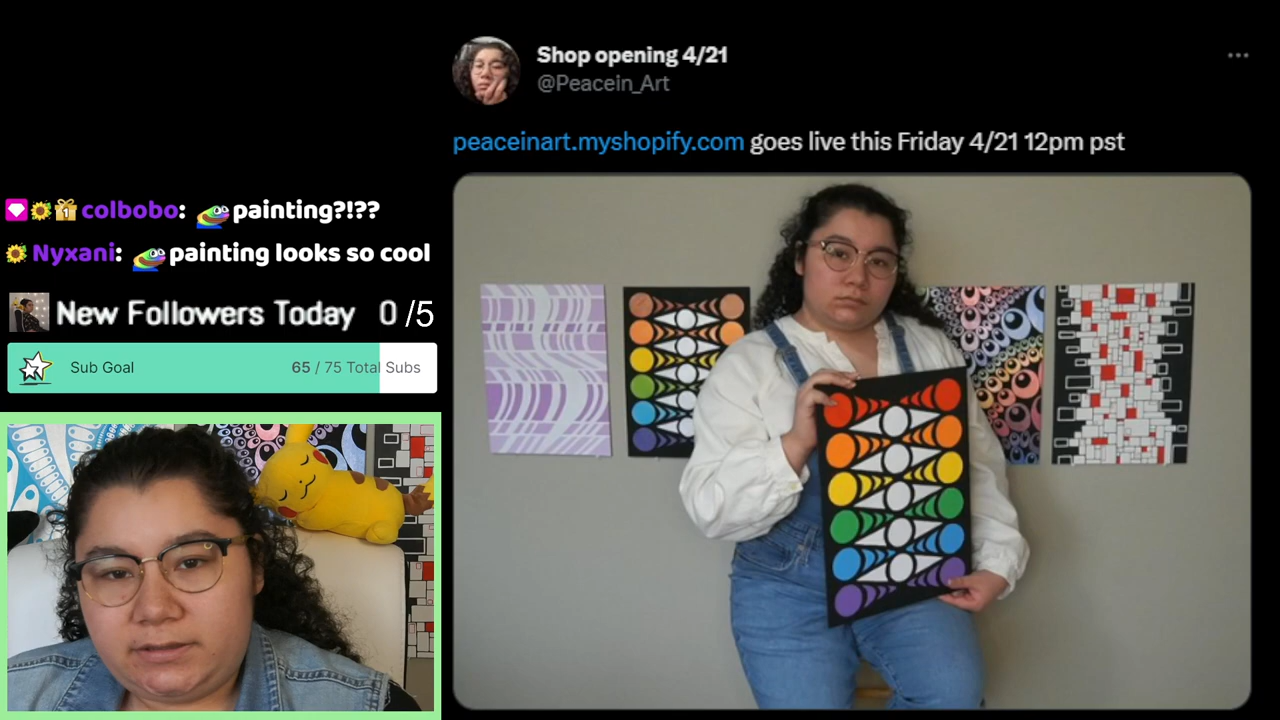 Shop opening 4/21
@Peacein_Art
peaceinart.myshopify.com goes live this Friday 4/21 12pm pst
colbobo: painting?!??
Nyxani: painting looks so cool
New Followers Today 0 /5
Sub Goal 65 / 75 Total Subs